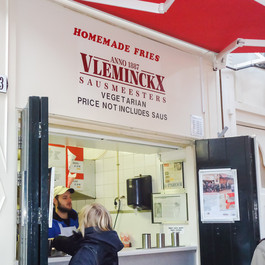 HOMEMADE FRIES
ANNO 1887
VLEMINCKX
SAUSMEESTERS
VEGETARIAN
PRICE NOT INCLUDES SAUS